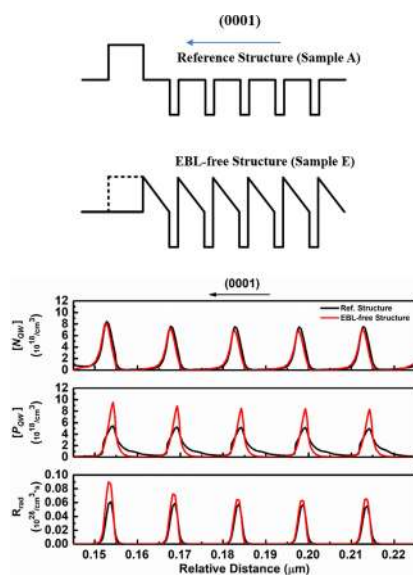 (0001)
Reference Structure (Sample A)
EBL-free Structure (Sample E)
(0001)
Ref. Structure
EBL-free Structure
[N_QW]
(10^18/cm^3)
12
10
8
6
4
2
0
[P_QW]
(10^18/cm^3)
12
10
8
6
4
2
0
R_rad
(10^28/cm^3·s)
0.10
0.08
0.06
0.04
0.02
0.00
0.15 0.16 0.17 0.18 0.19 0.20 0.21 0.22
Relative Distance (μm)